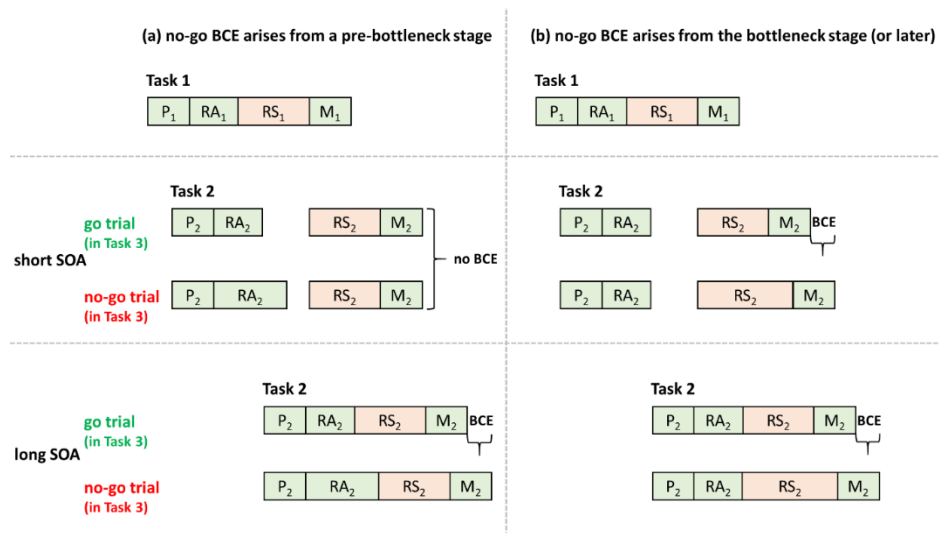 (a) no-go BCE arises from a pre-bottleneck stage
(b) no-go BCE arises from the bottleneck stage (or later)
Task 1
P₁ RA₁ RS₁ M₁
Task 1
P₁ RA₁ RS₁ M₁
short SOA
Task 2
go trial
(in Task 3)
P₂ RA₂ RS₂ M₂
no-go trial
(in Task 3)
P₂ RA₂ RS₂ M₂
no BCE
Task 2
P₂ RA₂ RS₂ M₂
BCE
P₂ RA₂ RS₂ M₂
long SOA
Task 2
go trial
(in Task 3)
P₂ RA₂ RS₂ M₂
BCE
no-go trial
(in Task 3)
P₂ RA₂ RS₂ M₂
Task 2
P₂ RA₂ RS₂ M₂
BCE
P₂ RA₂ RS₂ M₂